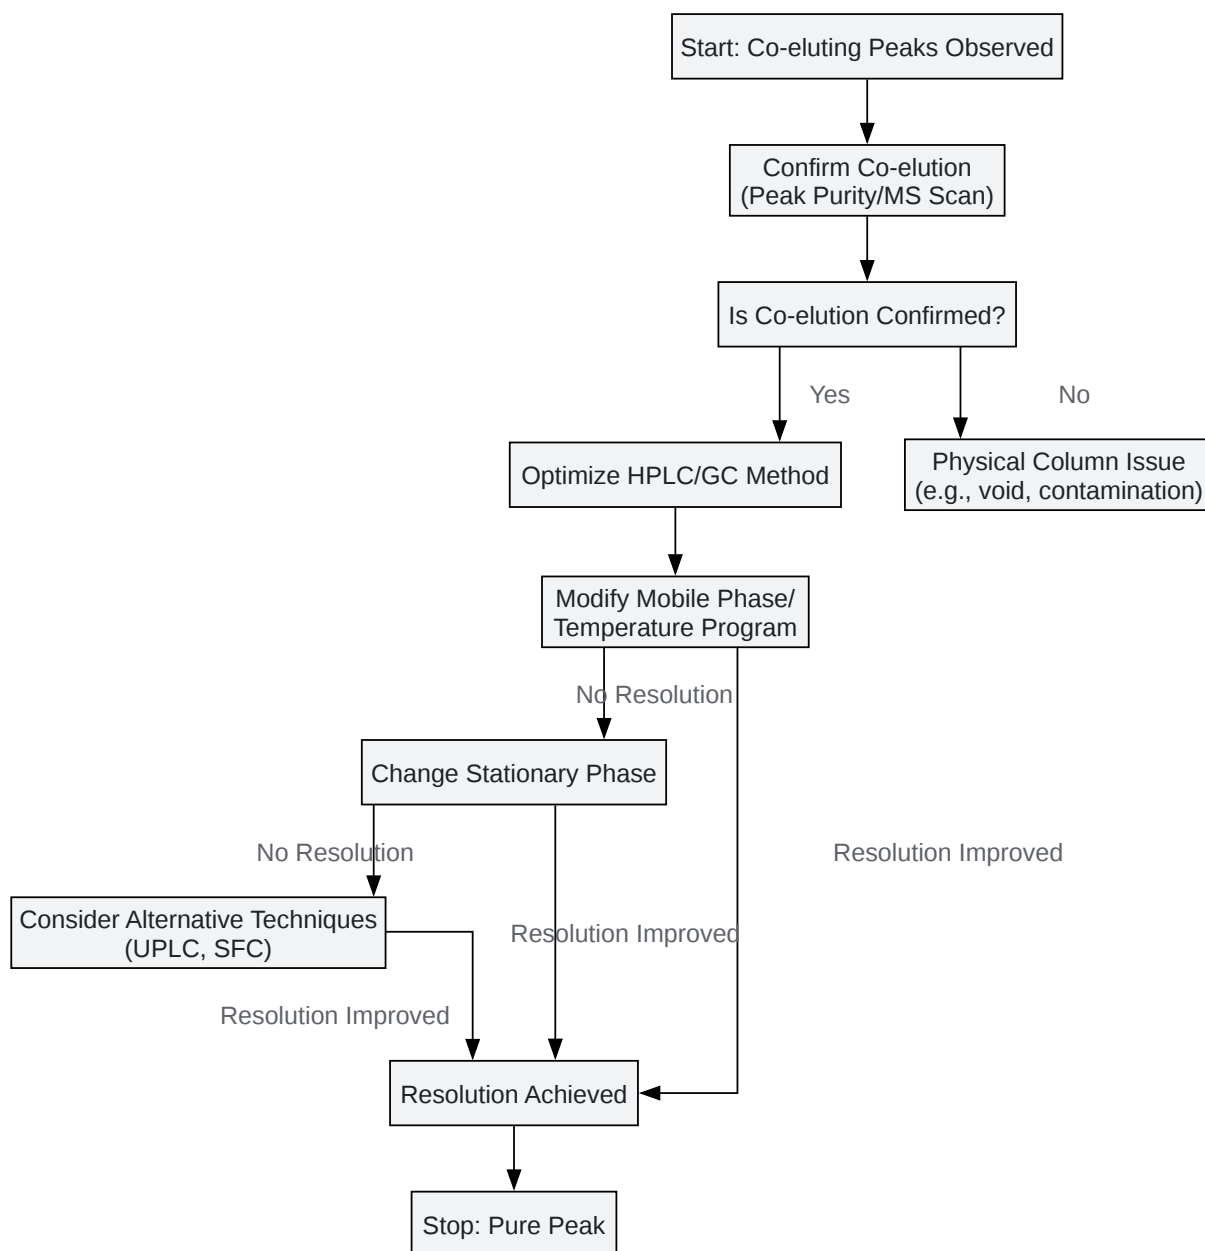 Start: Co-eluting Peaks Observed
Confirm Co-elution
(Peak Purity/MS Scan)
Is Co-elution Confirmed?
Yes
No
Optimize HPLC/GC Method
Physical Column Issue
(e.g., void, contamination)
Modify Mobile Phase/
Temperature Program
No Resolution
Change Stationary Phase
No Resolution
Resolution Improved
Consider Alternative Techniques
(UPLC, SFC)
Resolution Improved
Resolution Improved
Resolution Achieved
Stop: Pure Peak